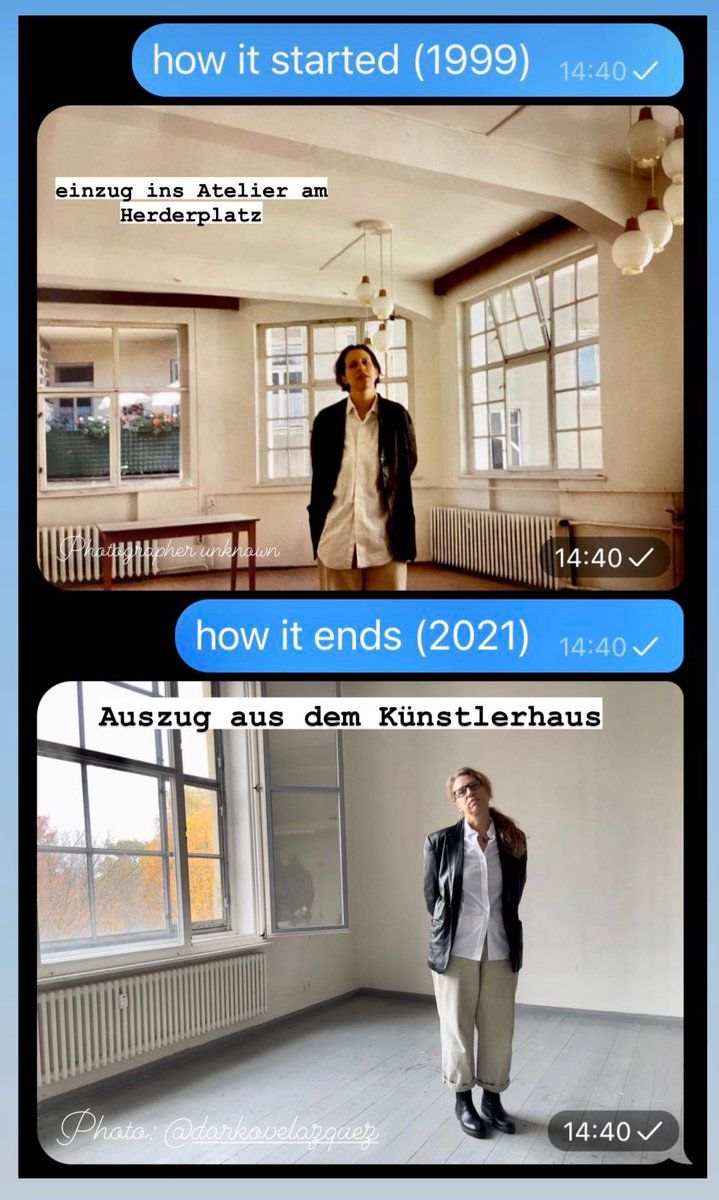 how it started (1999) 14:40
einzug ins Atelier am
Herderplatz
Photographer unknown
14:40
how it ends (2021) 14:40
Auszug aus dem Künstlerhaus
Photo: @darkovelazquez
14:40